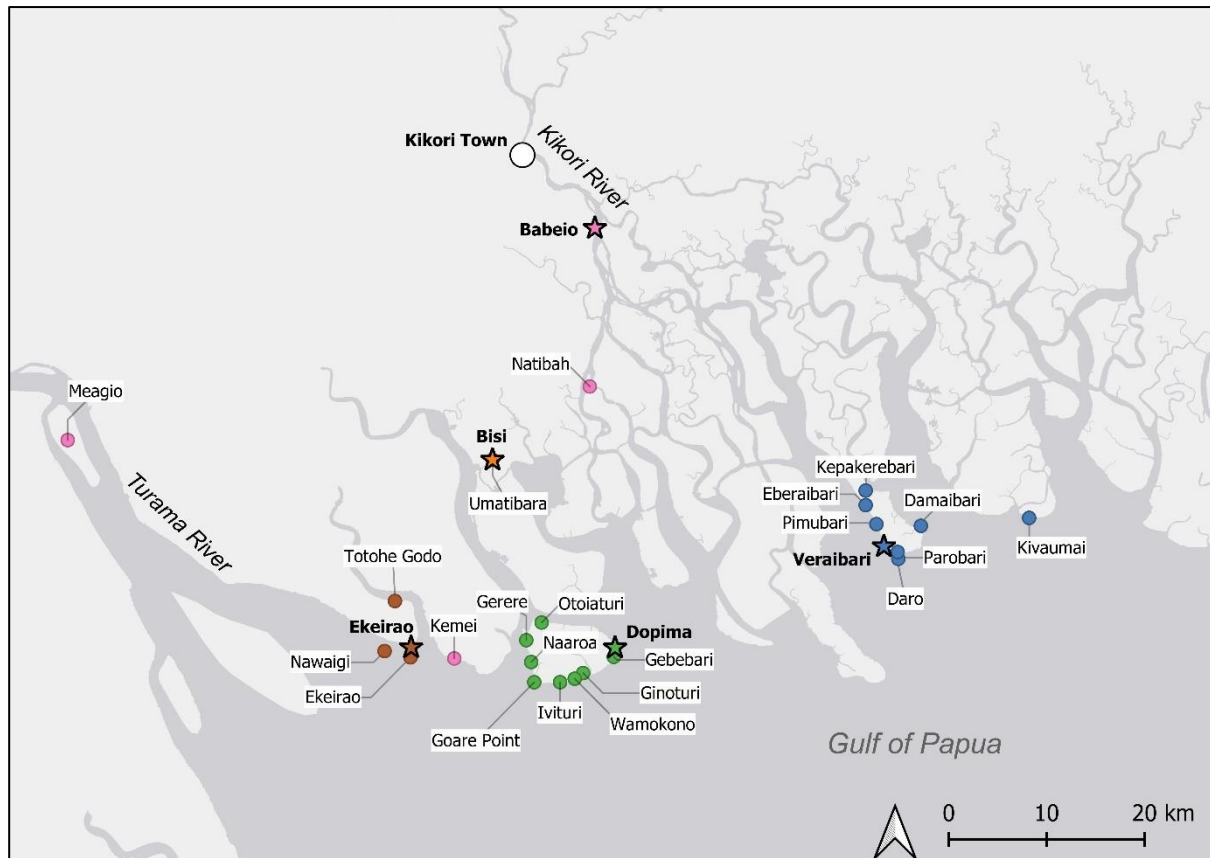 Kikori Town
Kikori River
Babeio
Natibah
Meagio
Bisi
Umatibara
Kepakerebari
Eberaibari
Damaibari
Pimubari
Kivaumai
Veraibari
Parobari
Daro
Turama River
Totohe Godo
Gerere
Otoiaturi
Ekeirao
Kemei
Naaroa
Dopima
Nawaigi
Gebebari
Ekeirao
Ginoturi
Goare Point
Ivituri
Wamokono
Gulf of Papua
0 10 20 km